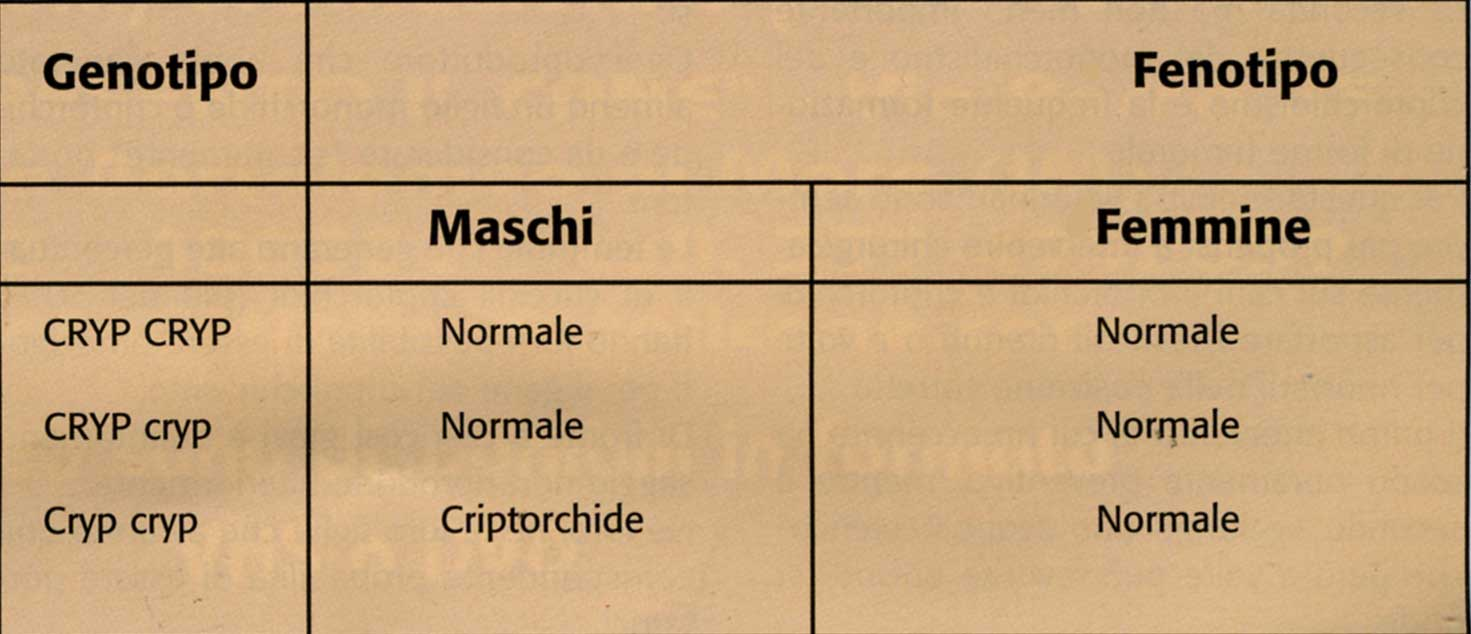 Genotipo Fenotipo
Maschi Femmine
CRYP CRYP Normale Normale
CRYP cryp Normale Normale
Cryp cryp Criptorchide Normale